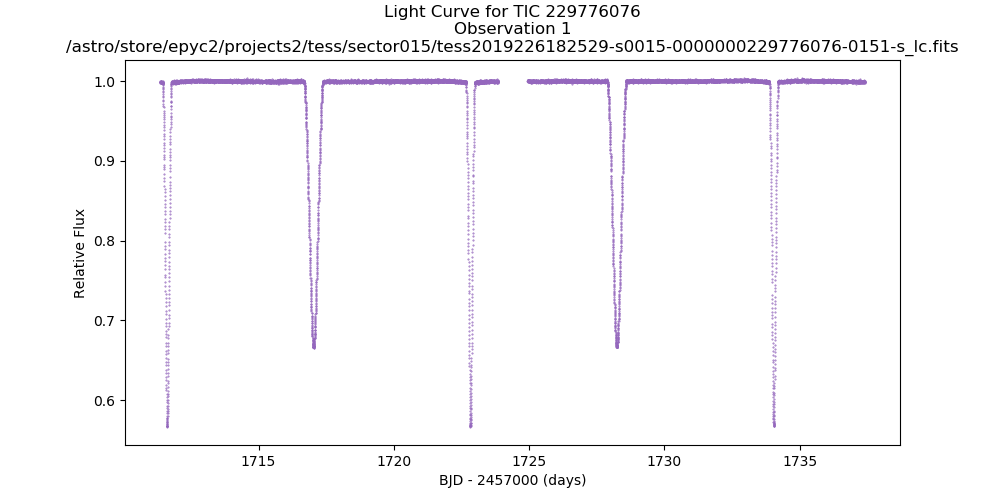 Light Curve for TIC 229776076
Observation 1
/astro/store/epyc2/projects2/tess/sector015/tess2019226182529-s0015-0000000229776076-0151-s_lc.fits
1.0
0.9
0.8
0.7
0.6
Relative Flux
1715
1720
1725
1730
1735
BJD - 2457000 (days)